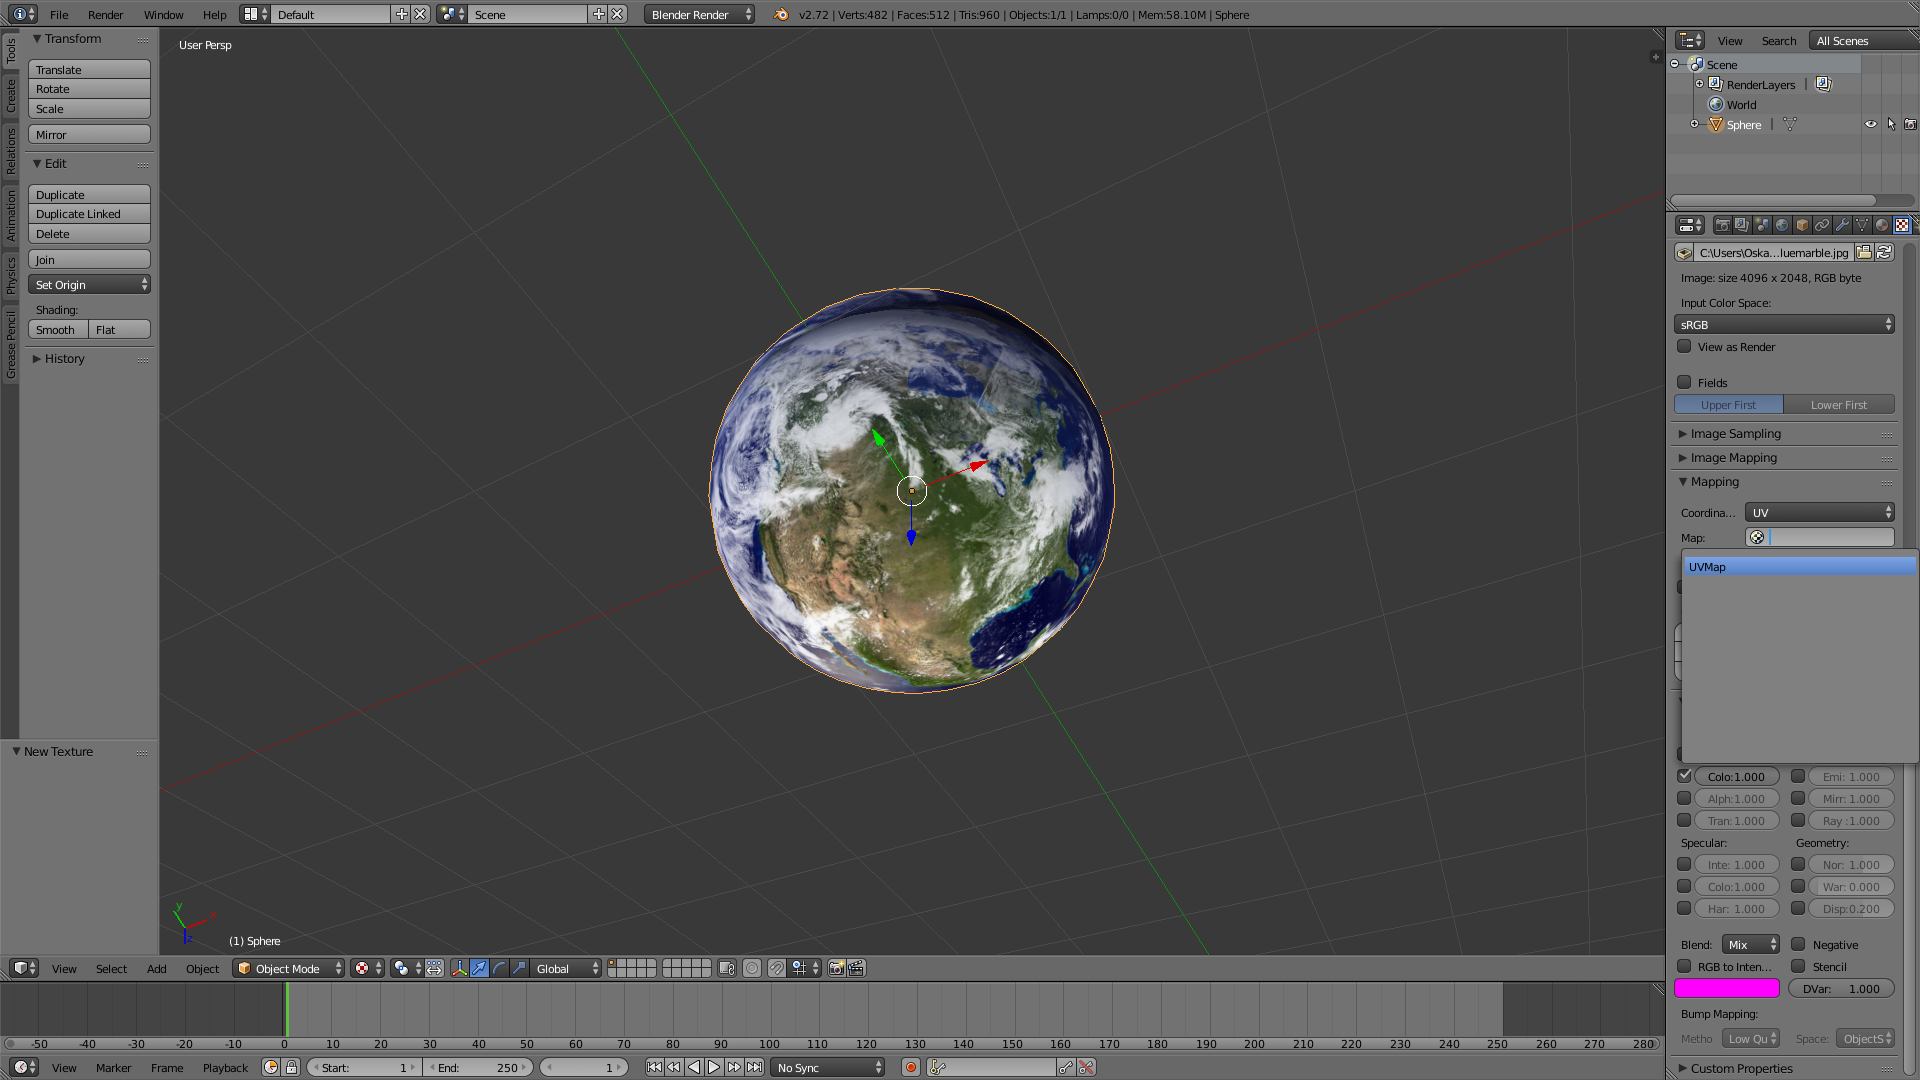 File Render Window Help Default Scene Blender Render v2.72 | Verts:482 | Faces:512 | Tris:960 | Objects:1/1 | Lamps:0/0 | Mem:58.10M | Sphere
Tools
Create
Relations
Animation
Physics
Grease Pencil
Transform
Translate
Rotate
Scale
Mirror
Edit
Duplicate
Duplicate Linked
Delete
Join
Set Origin
Shading:
Smooth Flat
History
New Texture
User Persp
y
x
z
(1) Sphere
View Search All Scenes
Scene
RenderLayers |
World
Sphere |
C:\Users\Oska...luemarble.jpg
Image: size 4096 x 2048, RGB byte
Input Color Space:
sRGB
View as Render
Fields
Upper First Lower First
Image Sampling
Image Mapping
Mapping
Coordina... UV
Map:
UVMap
Colo:1.000 Emi: 1.000
Alph:1.000 Mirr: 1.000
Tran:1.000 Ray :1.000
Specular: Geometry:
Inte: 1.000 Nor: 1.000
Colo:1.000 War: 0.000
Har: 1.000 Disp:0.200
Blend: Mix Negative
RGB to Inten... Stencil
DVar: 1.000
Bump Mapping:
Metho Low Qu Space: ObjectS
Custom Properties
View Select Add Object Object Mode Global
-50 -40 -30 -20 -10 0 10 20 30 40 50 60 70 80 90 100 110 120 130 140 150 160 170 180 190 200 210 220 230 240 250 260 270 280
View Marker Frame Playback Start: 1 End: 250 1 No Sync